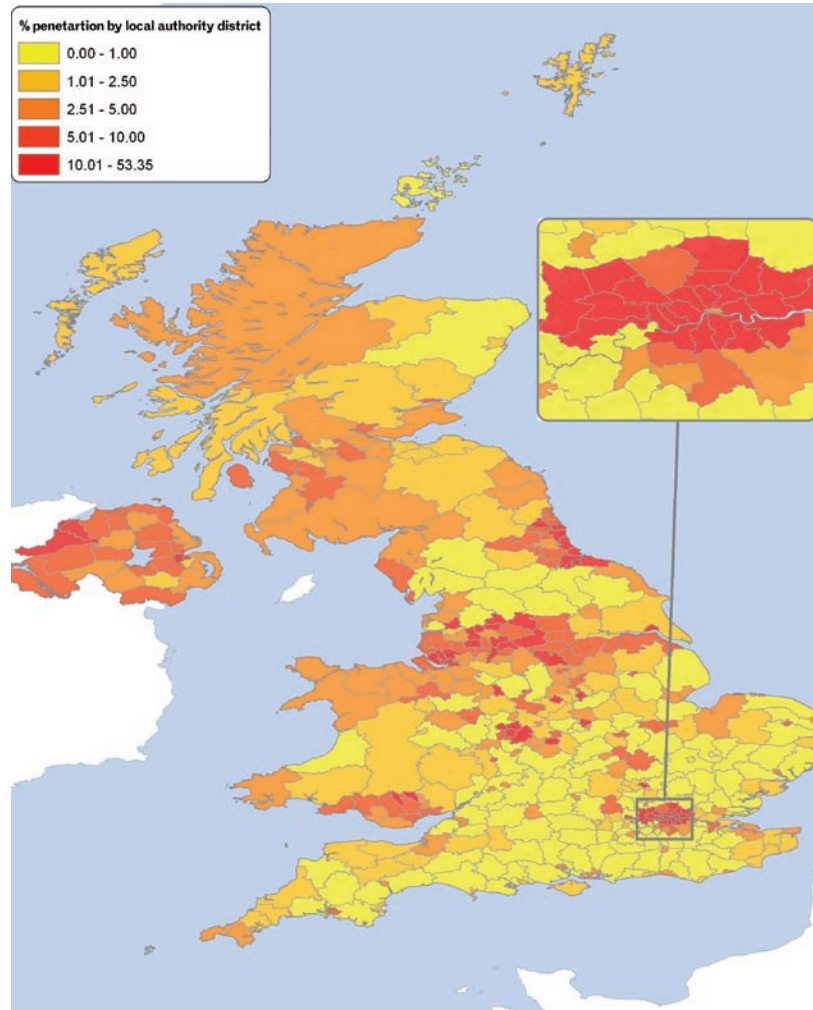 % penetartion by local authority district
0.00 - 1.00
1.01 - 2.50
2.51 - 5.00
5.01 - 10.00
10.01 - 53.35